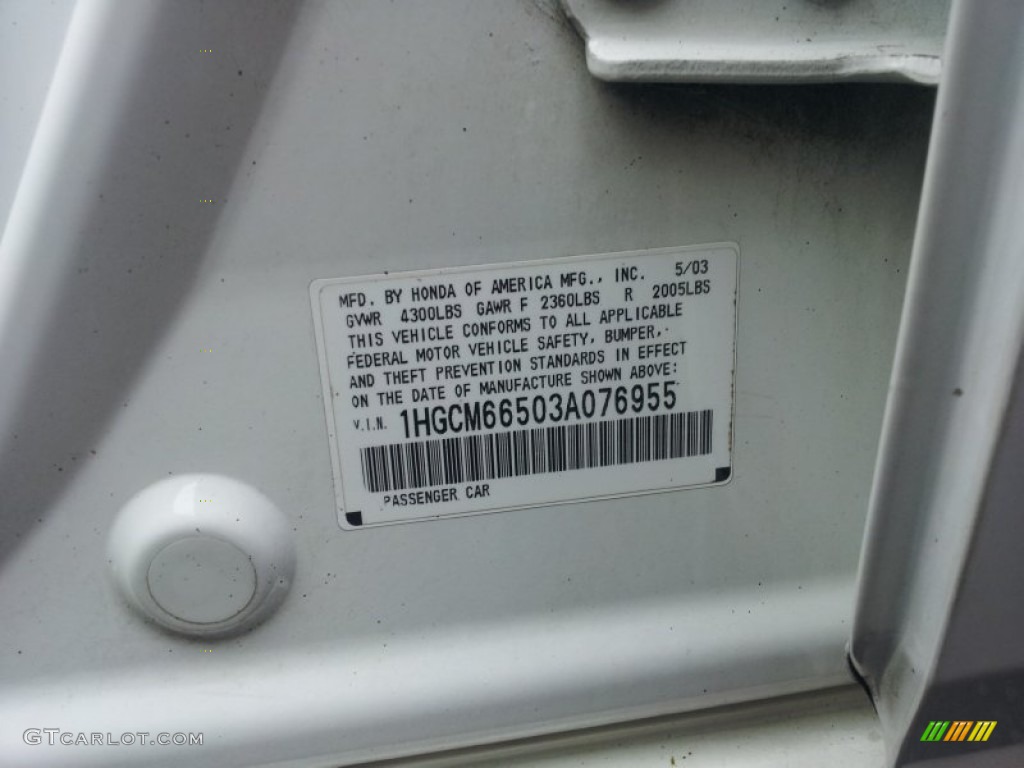 MFD. BY HONDA OF AMERICA MFG., INC. 5/03
GVWR 4300LBS GAWR F 2360LBS R 2005LBS
THIS VEHICLE CONFORMS TO ALL APPLICABLE
FEDERAL MOTOR VEHICLE SAFETY, BUMPER,
AND THEFT PREVENTION STANDARDS IN EFFECT
ON THE DATE OF MANUFACTURE SHOWN ABOVE:
V.I.N. 1HGCM66503A076955
PASSENGER CAR
GTCARLOT.COM